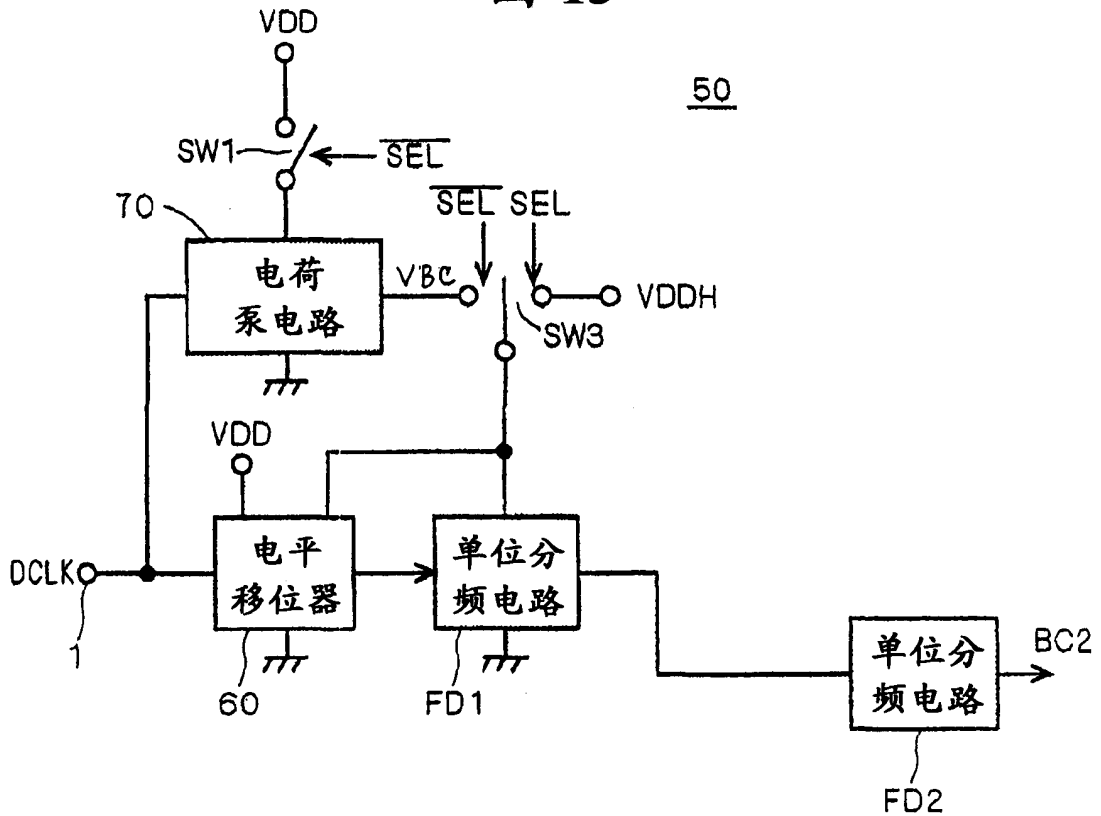 VDD
50
SW1
SEL
70
SEL SEL
电荷
泵电路
VBC
VDDH
SW3
VDD
DCLK
1
电平
移位器
60
单位分
频电路
FD1
单位分
频电路
BC2
FD2